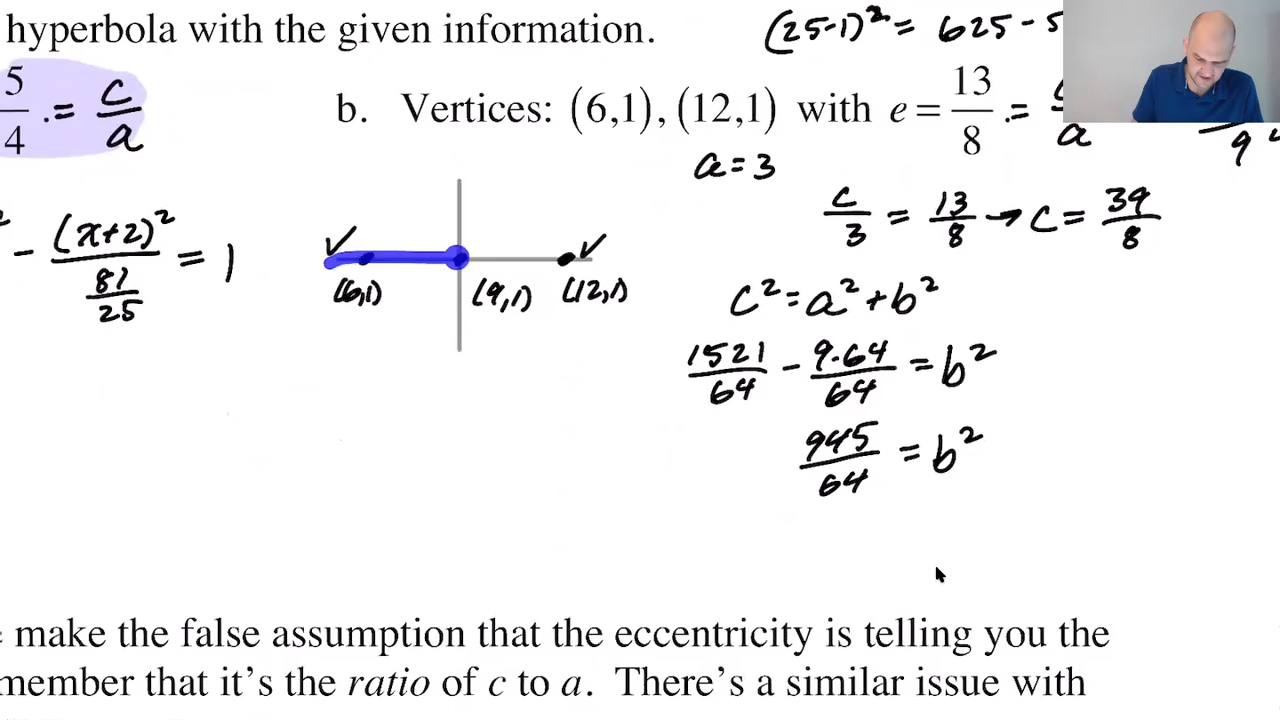 hyperbola with the given information.
(25-1)² = 625 - 5
5/4 = c/a
b. Vertices: (6,1), (12,1) with e = 13/8 = c/a
9
a = 3
c/3 = 13/8 → c = 39/8
² - (x+2)²/(81/25) = 1
(6,1) (9,1) (12,1)
c² = a² + b²
1521/64 - 9·64/64 = b²
945/64 = b²
make the false assumption that the eccentricity is telling you the
member that it's the ratio of c to a. There's a similar issue with